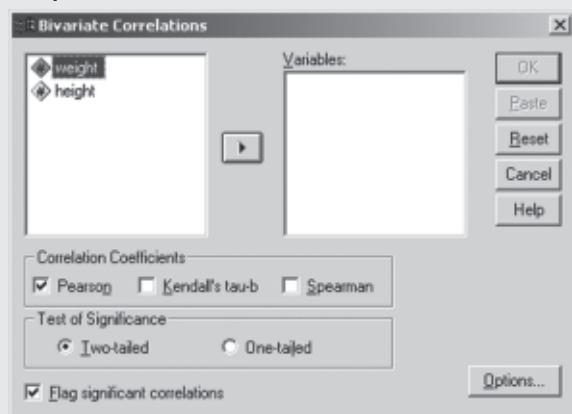 Bivariate Correlations
weight
height
Variables:
OK
Paste
Reset
Cancel
Help
Correlation Coefficients
Pearson Kendall's tau-b Spearman
Test of Significance
Two-tailed One-tailed
Flag significant correlations
Options...